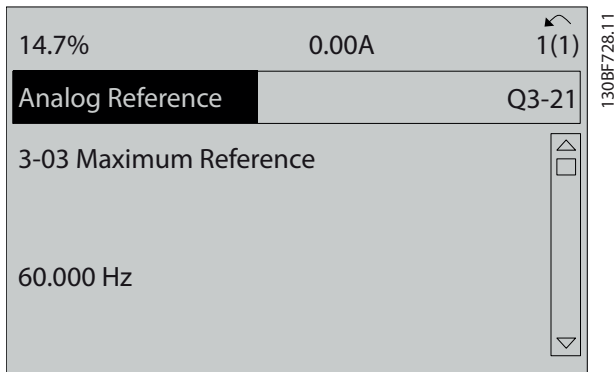 14.7% 0.00A 1(1)
Analog Reference Q3-21
3-03 Maximum Reference
60.000 Hz
130BF728.11